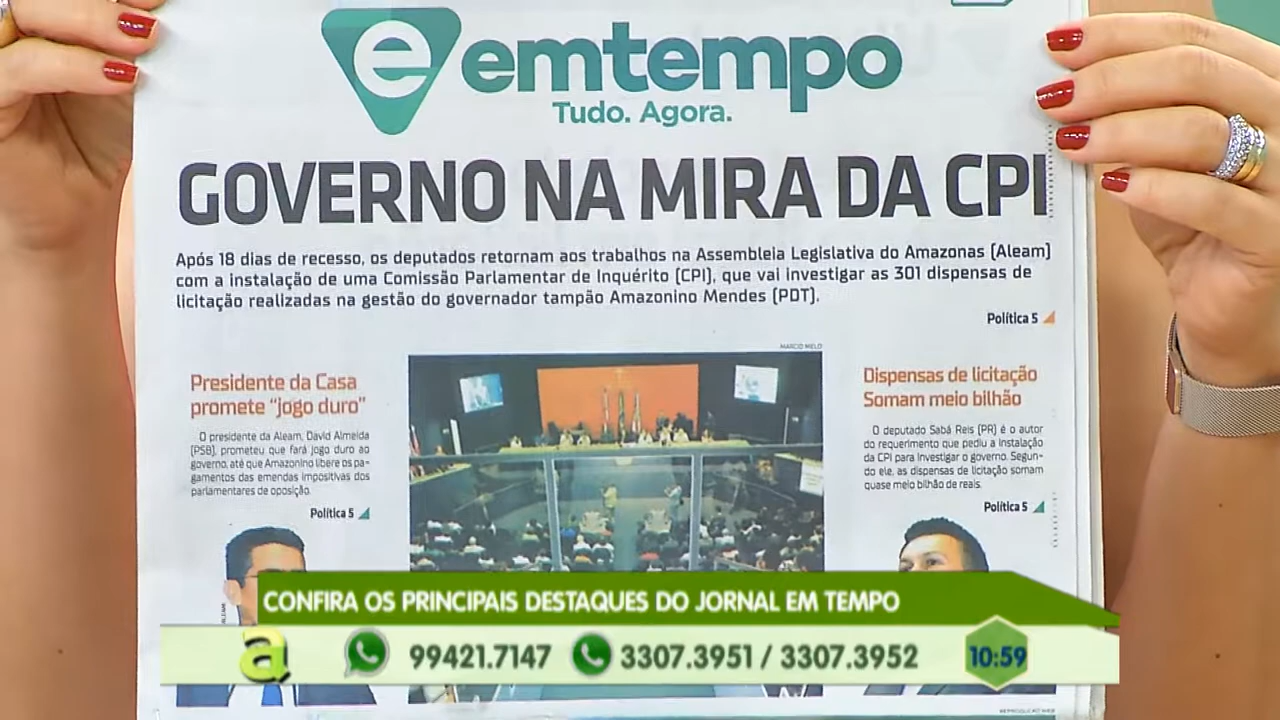 e emtempo
Tudo. Agora.
GOVERNO NA MIRA DA CPI
Após 18 dias de recesso, os deputados retornam aos trabalhos na Assembleia Legislativa do Amazonas (Aleam)
com a instalação de uma Comissão Parlamentar de Inquérito (CPI), que vai investigar as 301 dispensas de
licitação realizadas na gestão do governador tampão Amazonino Mendes (PDT).
Política 5
MARCIO MELO
Presidente da Casa
promete “jogo duro”
O presidente da Aleam, David Almeida
(PSB), prometeu que fará jogo duro ao
governo, até que Amazonino libere os pa-
gamentos das emendas impositivas dos
parlamentares de oposição.
Política 5
Dispensas de licitação
Somam meio bilhão
O deputado Sabá Reis (PR) é o autor
do requerimento que pediu a instalação
da CPI para investigar o governo. Segun-
do ele, as dispensas de licitação somam
quase meio bilhão de reais.
Política 5
ALEAM
CONFIRA OS PRINCIPAIS DESTAQUES DO JORNAL EM TEMPO
a 99421.7147 3307.3951 / 3307.3952 10:59